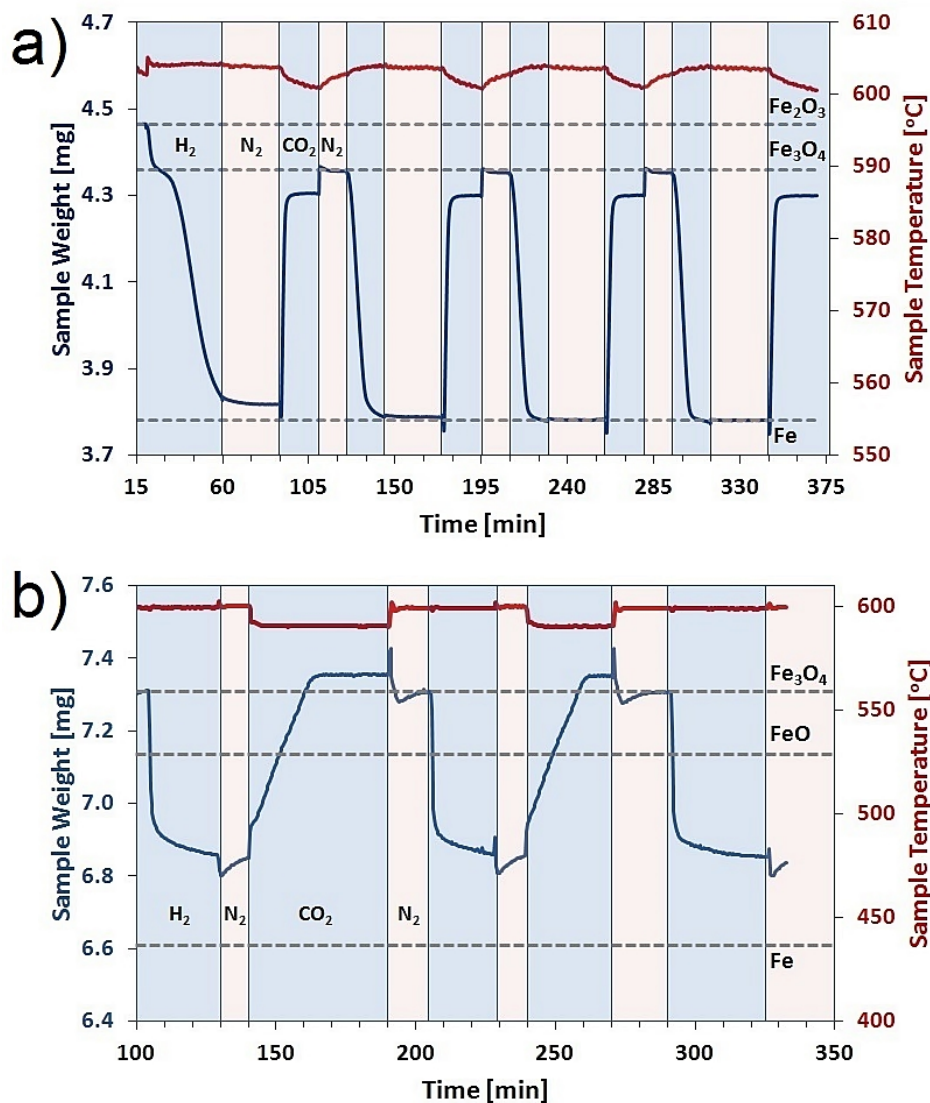 a)
4.7
4.5
4.3
4.1
3.9
3.7
Sample Weight [mg]
610
600
590
580
570
560
550
Sample Temperature [°C]
Fe₂O₃
Fe₃O₄
Fe
H₂ N₂ CO₂ N₂
15 60 105 150 195 240 285 330 375
Time [min]
b)
7.6
7.4
7.2
7.0
6.8
6.6
6.4
Sample Weight [mg]
600
550
500
450
400
Sample Temperature [°C]
Fe₃O₄
FeO
Fe
H₂ N₂ CO₂ N₂
100 150 200 250 300 350
Time [min]